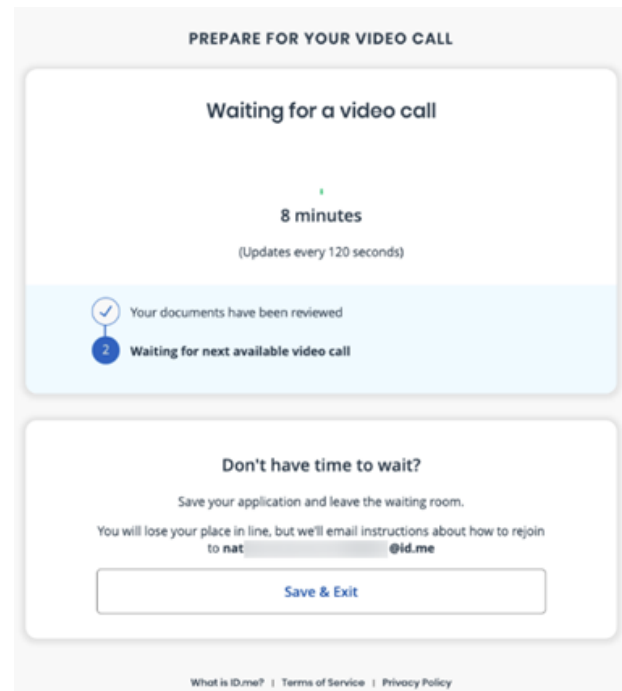 PREPARE FOR YOUR VIDEO CALL
Waiting for a video call
8 minutes
(Updates every 120 seconds)
Your documents have been reviewed
2 Waiting for next available video call
Don't have time to wait?
Save your application and leave the waiting room.
You will lose your place in line, but we'll email instructions about how to rejoin
to nat @id.me
Save & Exit
What is ID.me? | Terms of Service | Privacy Policy